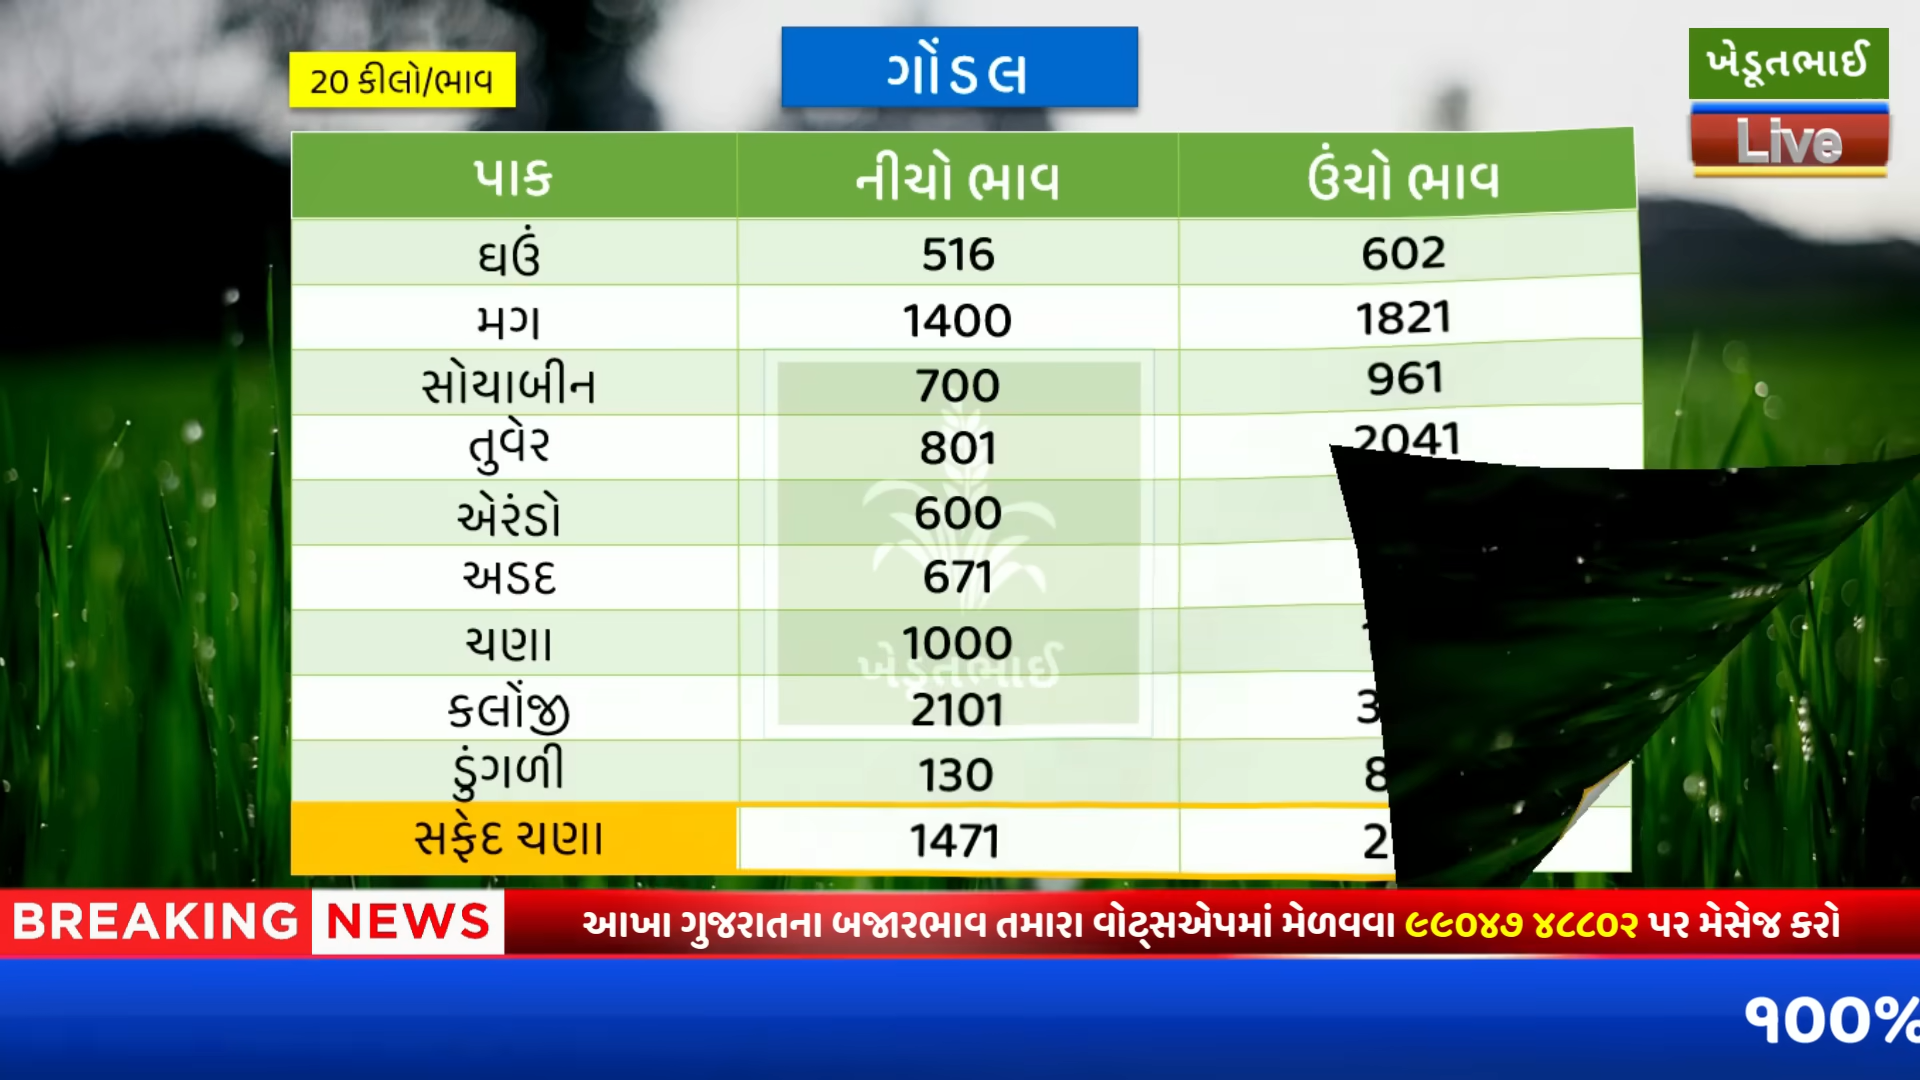 20 કીલો/ભાવ
ગોંડલ
ખેડૂતભાઈ
Live
પાક નીચો ભાવ ઉંચો ભાવ
ઘઉં 516 602
મગ 1400 1821
સોયાબીન 700 961
તુવેર 801 2041
એરંડો 600
અડદ 671
ચણા 1000
ખેડૂતભાઈ
કલોંજી 2101
ડુંગળી 130
સફેદ ચણા 1471
BREAKING NEWS
આખા ગુજરાતના બજારભાવ તમારા વોટ્સએપમાં મેળવવા ૯૯૦૪૭ ૪૮૮૦૨ પર મેસેજ કરો
૧00%